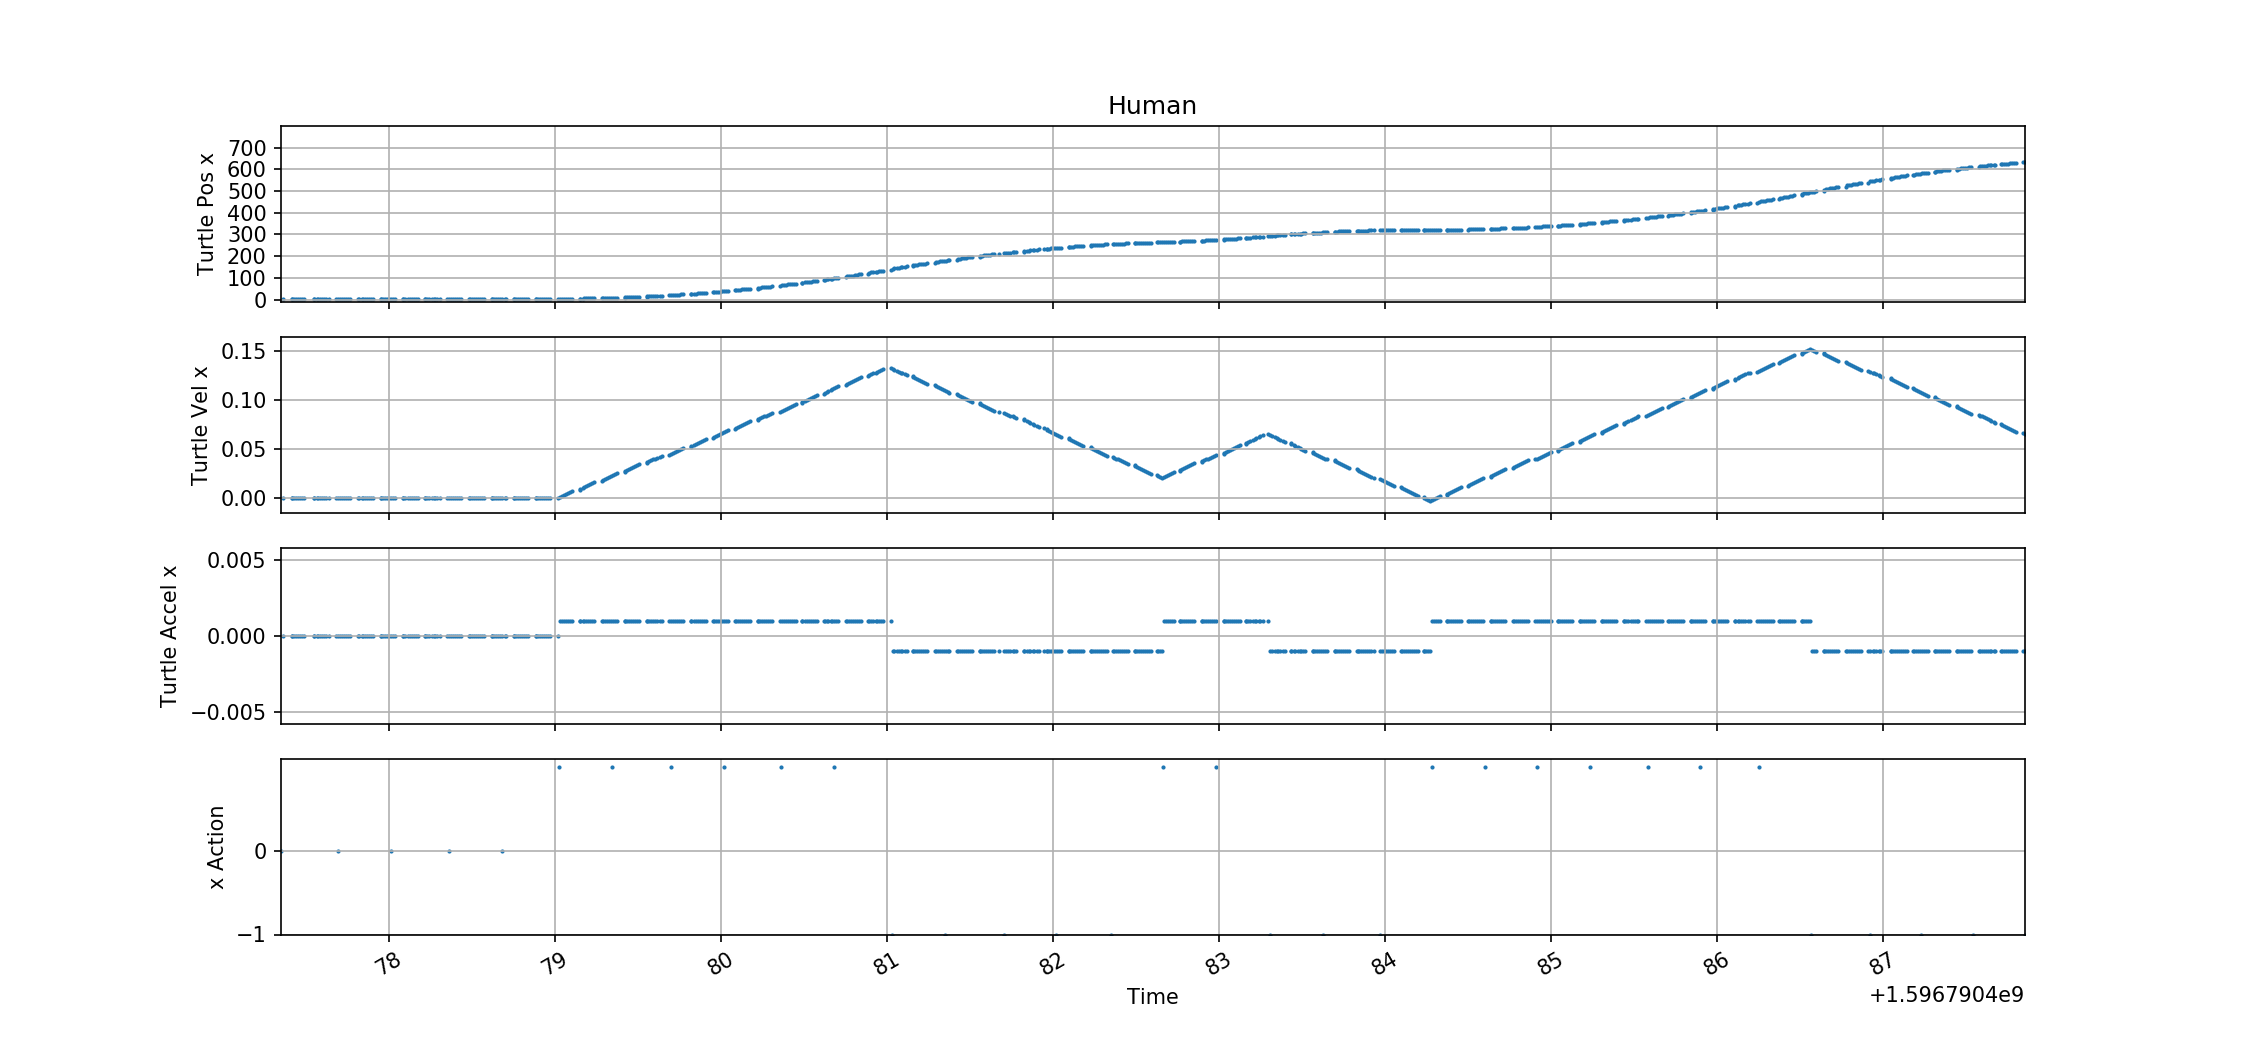 Human
Turtle Pos x
700
600
500
400
300
200
100
0
Turtle Vel x
0.15
0.10
0.05
0.00
Turtle Accel x
0.005
0.000
−0.005
x Action
0
−1
78 79 80 81 82 83 84 85 86 87
Time
+1.5967904e9